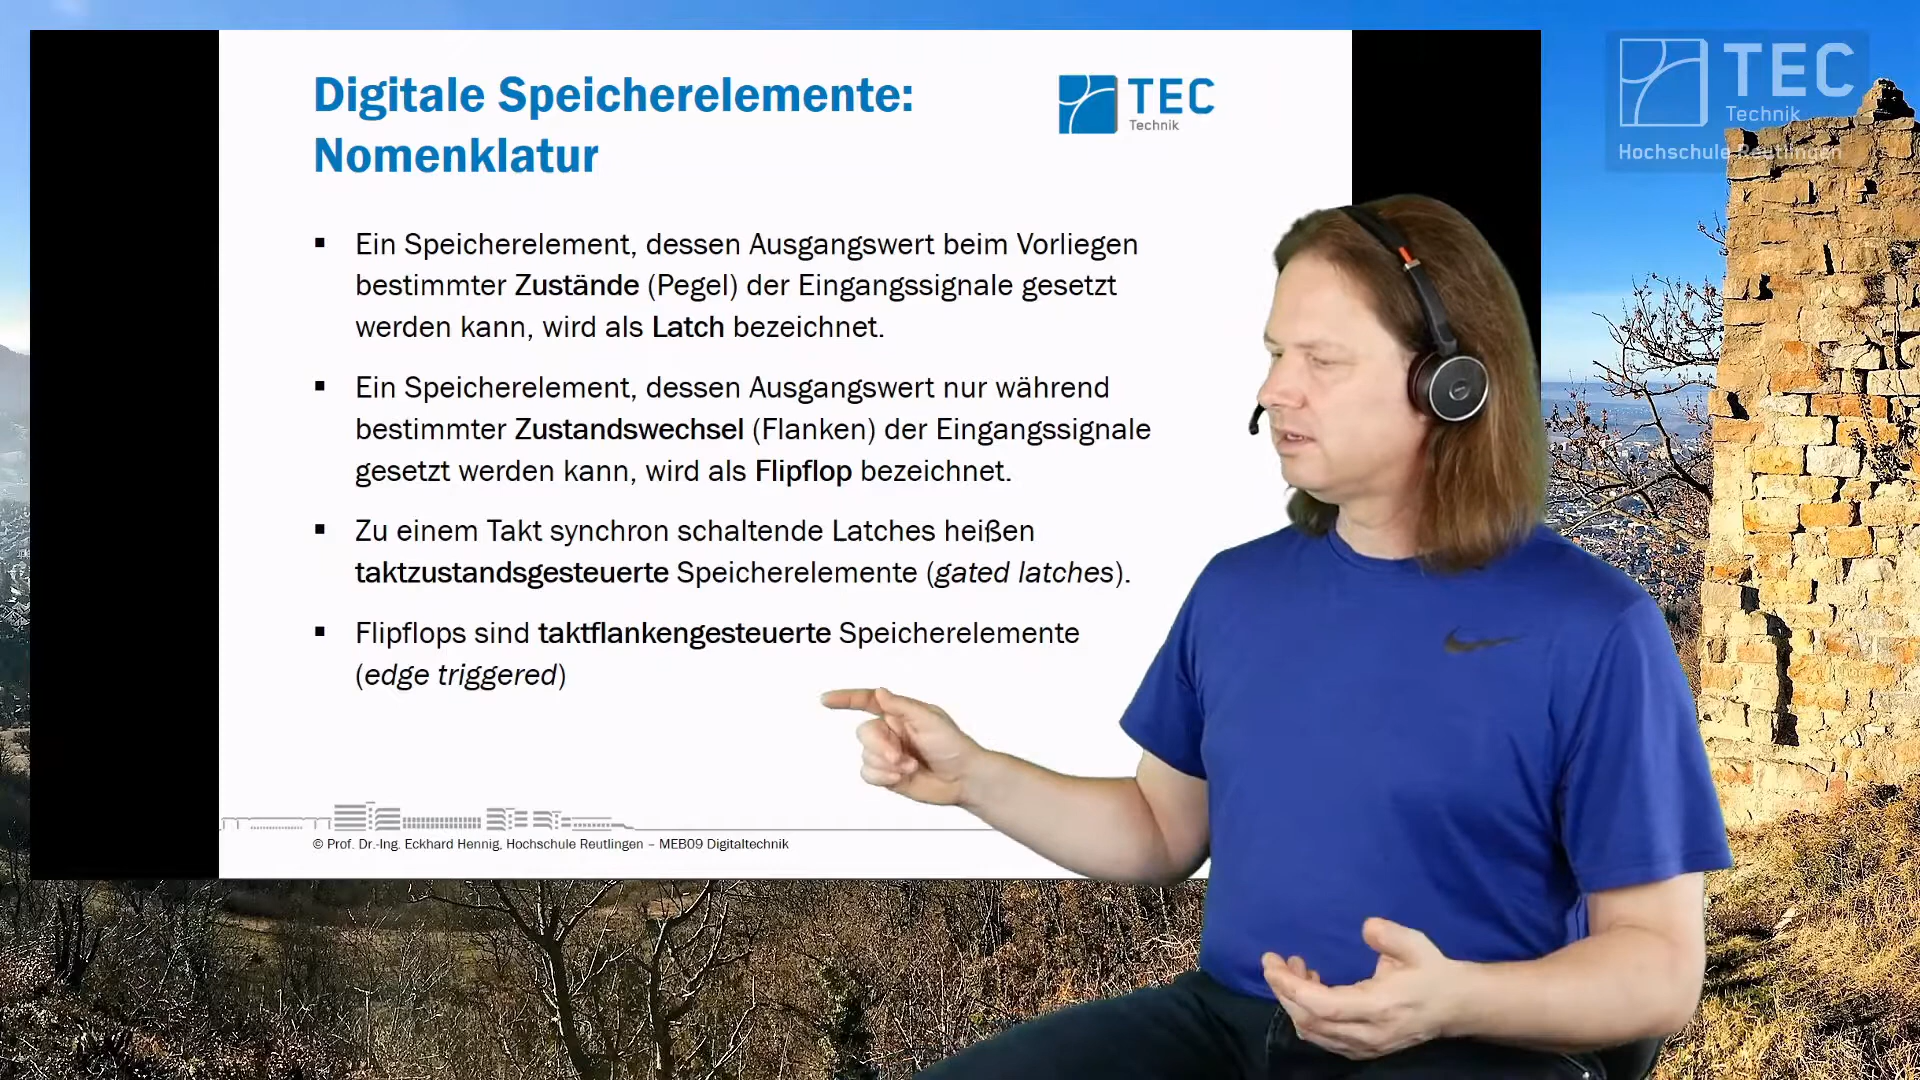 Digitale Speicherelemente:
Nomenklatur
TEC
Technik
TEC
Technik
Hochschule Reutlingen
▪ Ein Speicherelement, dessen Ausgangswert beim Vorliegen
bestimmter Zustände (Pegel) der Eingangssignale gesetzt
werden kann, wird als Latch bezeichnet.
▪ Ein Speicherelement, dessen Ausgangswert nur während
bestimmter Zustandswechsel (Flanken) der Eingangssignale
gesetzt werden kann, wird als Flipflop bezeichnet.
▪ Zu einem Takt synchron schaltende Latches heißen
taktzustandsgesteuerte Speicherelemente (gated latches).
▪ Flipflops sind taktflankengesteuerte Speicherelemente
(edge triggered)
© Prof. Dr.-Ing. Eckhard Hennig, Hochschule Reutlingen – MEB09 Digitaltechnik